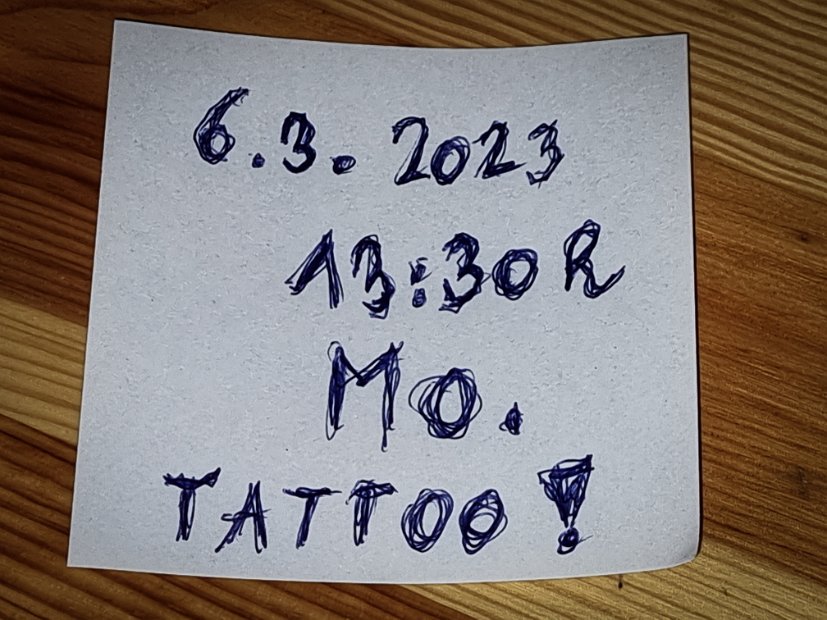 6.3. 2023
13:30 h
Mo.
TATTOO!